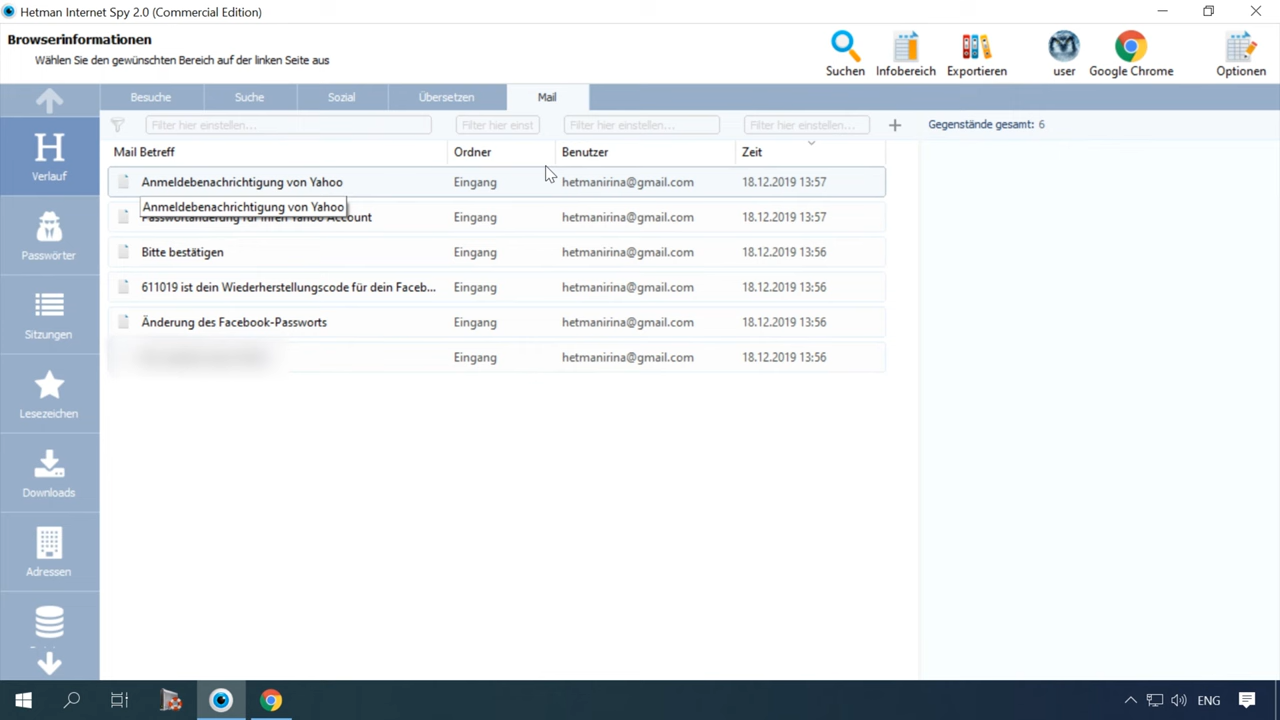 Hetman Internet Spy 2.0 (Commercial Edition)
Browserinformationen
Wählen Sie den gewünschten Bereich auf der linken Seite aus
Suchen
Infobereich
Exportieren
user
Google Chrome
Optionen
Besuche
Suche
Sozial
Übersetzen
Mail
Filter hier einstellen...
Filter hier einst
Filter hier einstellen...
Filter hier einstellen...
Gegenstände gesamt: 6
Mail Betreff
Ordner
Benutzer
Zeit
Anmeldebenachrichtigung von Yahoo
Eingang
hetmanirina@gmail.com
18.12.2019 13:57
Anmeldebenachrichtigung von Yahoo
Passwortänderung für Ihren Yahoo Account
Eingang
hetmanirina@gmail.com
18.12.2019 13:57
Bitte bestätigen
Eingang
hetmanirina@gmail.com
18.12.2019 13:56
611019 ist dein Wiederherstellungscode für dein Faceb...
Eingang
hetmanirina@gmail.com
18.12.2019 13:56
Änderung des Facebook-Passworts
Eingang
hetmanirina@gmail.com
18.12.2019 13:56
Eingang
hetmanirina@gmail.com
18.12.2019 13:56
H
Verlauf
Passwörter
Sitzungen
Lesezeichen
Downloads
Adressen
ENG